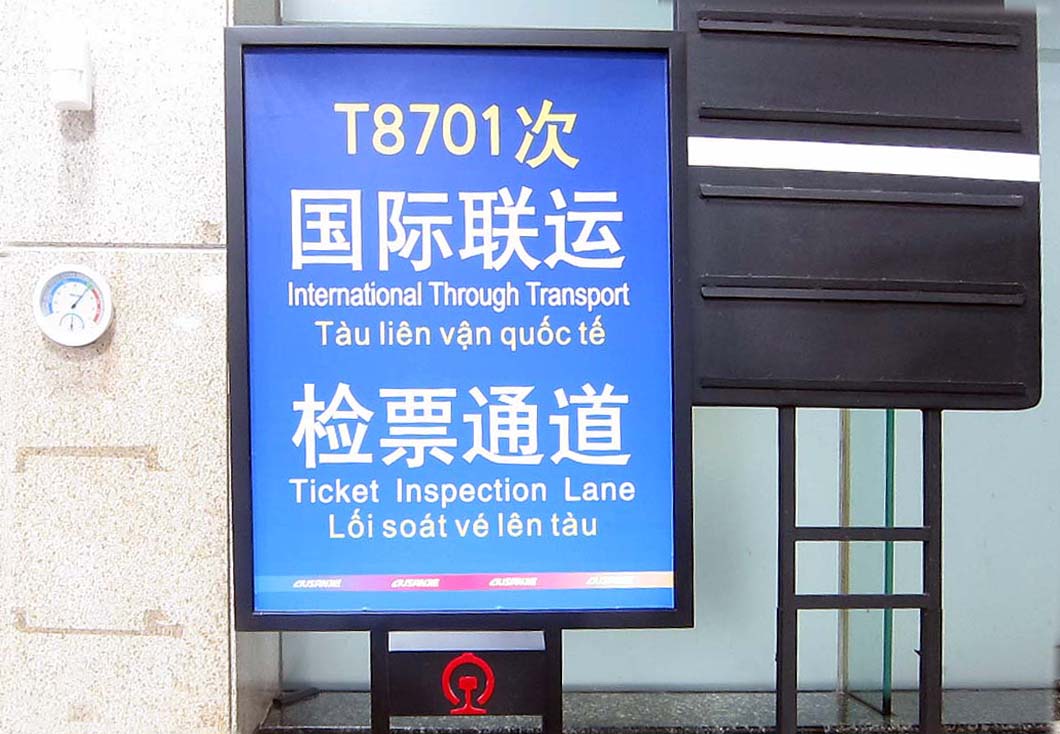 T8701次
国际联运
International Through Transport
Tàu liên vận quốc tế
检票通道
Ticket Inspection Lane
Lối soát vé lên tàu